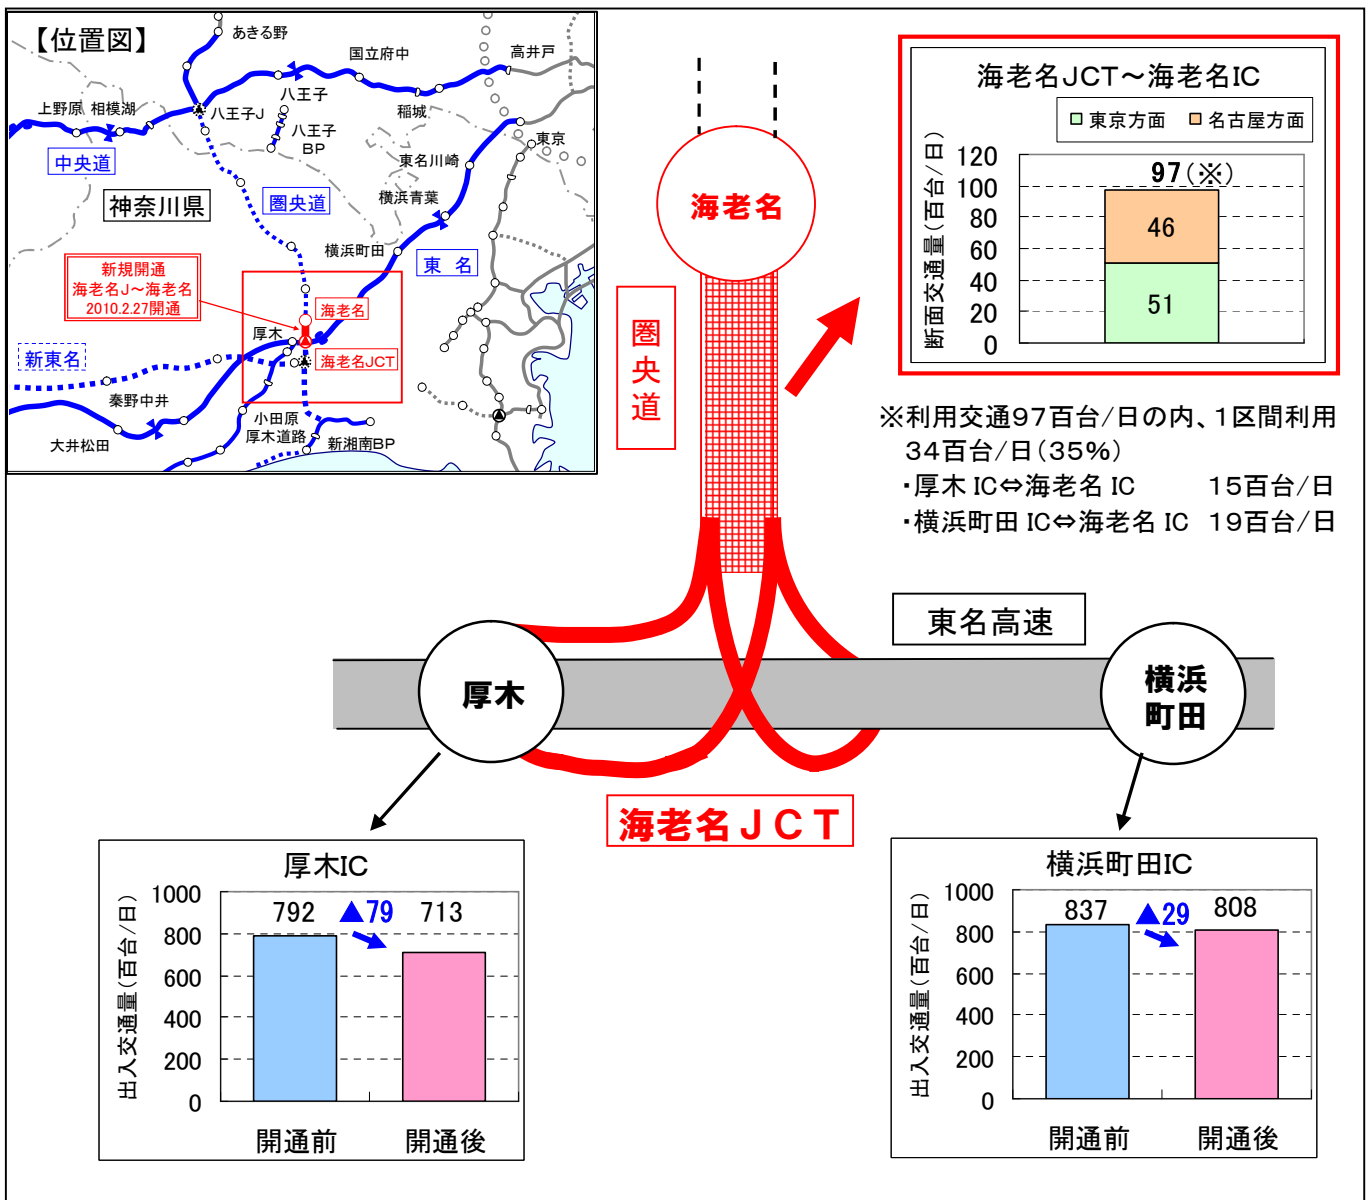 【位置図】
あきる野
国立府中
高井戸
上野原 相模湖
八王子J
八王子
稲城
八王子
BP
東京
中央道
東名川崎
神奈川県
圏央道
横浜青葉
横浜町田
東 名
新規開通
海老名J～海老名
2010.2.27開通
海老名
厚木
新東名
海老名JCT
秦野中井
小田原
厚木道路
大井松田
新湘南BP
海老名
圏央道
海老名JCT～海老名IC
東京方面 名古屋方面
断面交通量(百台/日)
120
100
80
60
40
20
0
97(※)
46
51
※利用交通97百台/日の内、1区間利用
34百台/日(35%)
・厚木IC⇔海老名IC 15百台/日
・横浜町田IC⇔海老名IC 19百台/日
東名高速
厚木
横浜
町田
海老名JCT
厚木IC
出入交通量(百台/日)
1000
800
600
400
200
0
792 ▲79 713
開通前 開通後
横浜町田IC
出入交通量(百台/日)
1000
800
600
400
200
0
837 ▲29 808
開通前 開通後